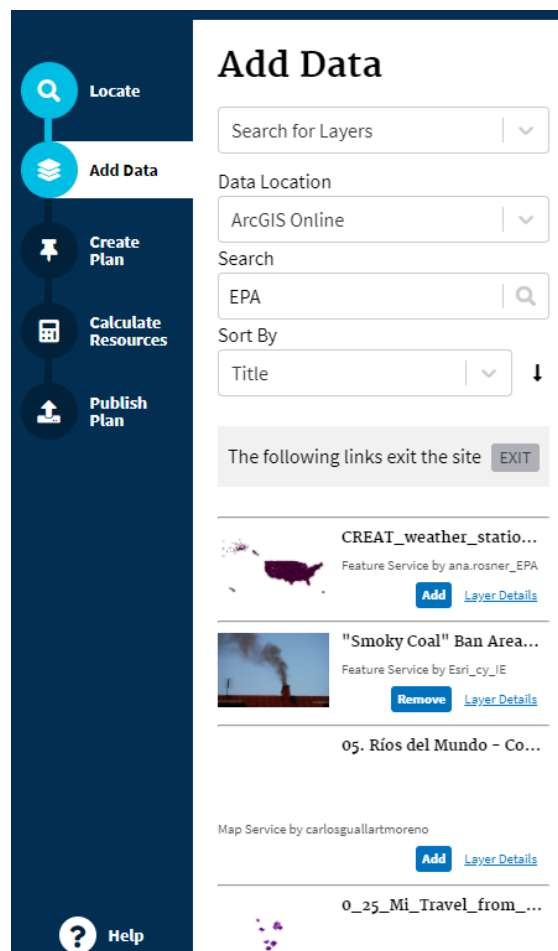 Locate
Add Data
Create
Plan
Calculate
Resources
Publish
Plan
Help
Add Data
Search for Layers
Data Location
ArcGIS Online
Search
EPA
Sort By
Title
The following links exit the site EXIT
CREAT_weather_statio...
Feature Service by ana.rosner_EPA
Add Layer Details
"Smoky Coal" Ban Area...
Feature Service by Esri_cy_IE
Remove Layer Details
05. Ríos del Mundo - Co...
Map Service by carlosguallartmoreno
Add Layer Details
0_25_Mi_Travel_from_...